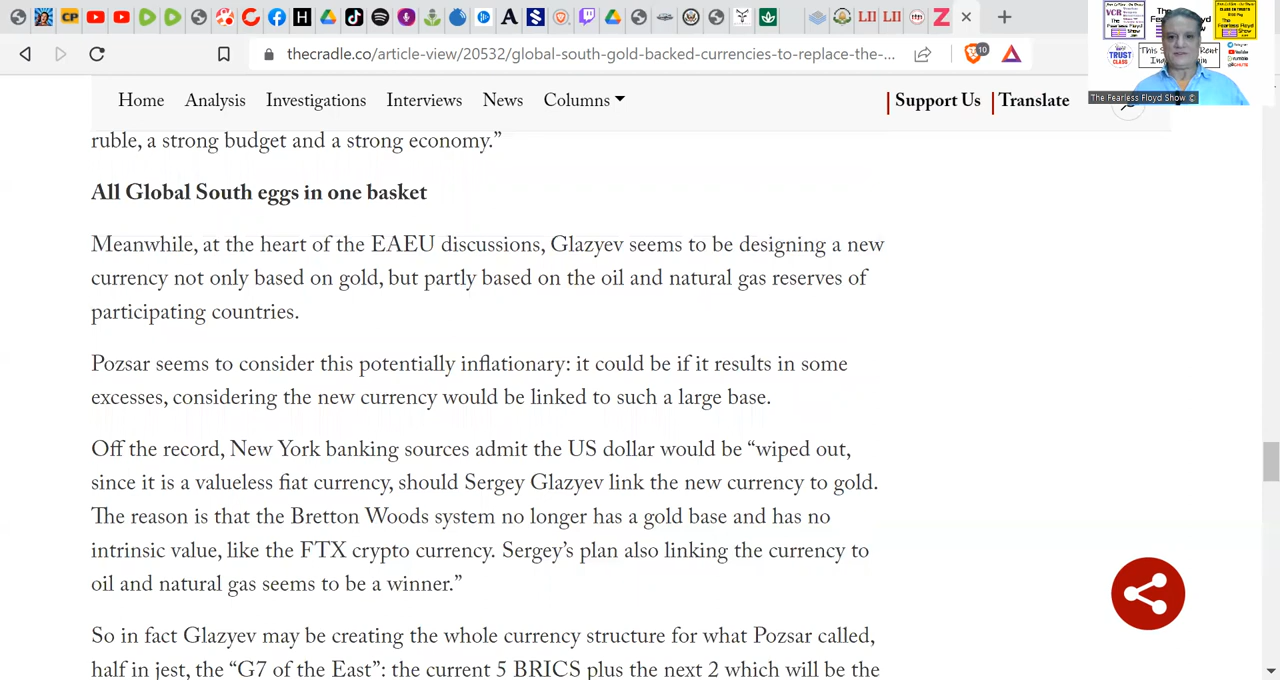 thecradle.co/article-view/20532/global-south-gold-backed-currencies-to-replace-the-...
10
VCR
The Fearless Floyd Show
TRUST CLASS
The Fearless Floyd Show ©
Home Analysis Investigations Interviews News Columns Support Us Translate
ruble, a strong budget and a strong economy.”
All Global South eggs in one basket
Meanwhile, at the heart of the EAEU discussions, Glazyev seems to be designing a new
currency not only based on gold, but partly based on the oil and natural gas reserves of
participating countries.
Pozsar seems to consider this potentially inflationary: it could be if it results in some
excesses, considering the new currency would be linked to such a large base.
Off the record, New York banking sources admit the US dollar would be “wiped out,
since it is a valueless fiat currency, should Sergey Glazyev link the new currency to gold.
The reason is that the Bretton Woods system no longer has a gold base and has no
intrinsic value, like the FTX crypto currency. Sergey’s plan also linking the currency to
oil and natural gas seems to be a winner.”
So in fact Glazyev may be creating the whole currency structure for what Pozsar called,
half in jest, the “G7 of the East”: the current 5 BRICS plus the next 2 which will be the